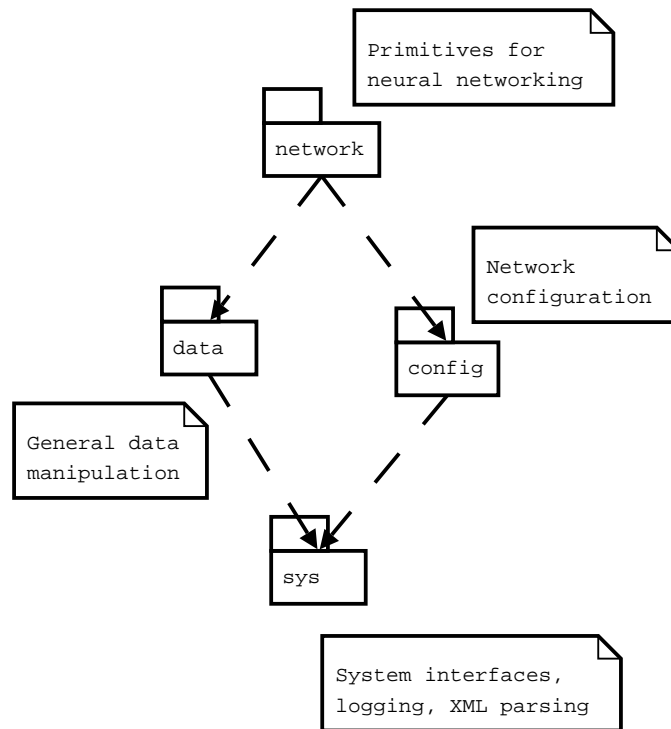 Primitives for
neural networking
network
Network
configuration
data
config
General data
manipulation
sys
System interfaces,
logging, XML parsing